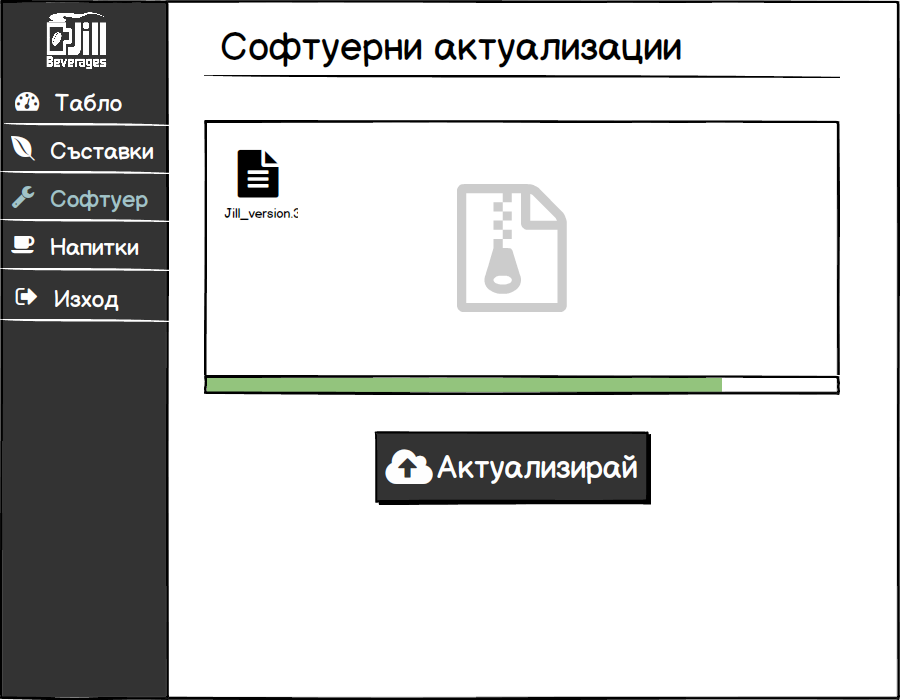 Jill
Beverages
Табло
Съставки
Софтуер
Напитки
Изход
Софтуерни актуализации
Jill_version.3
Актуализирай